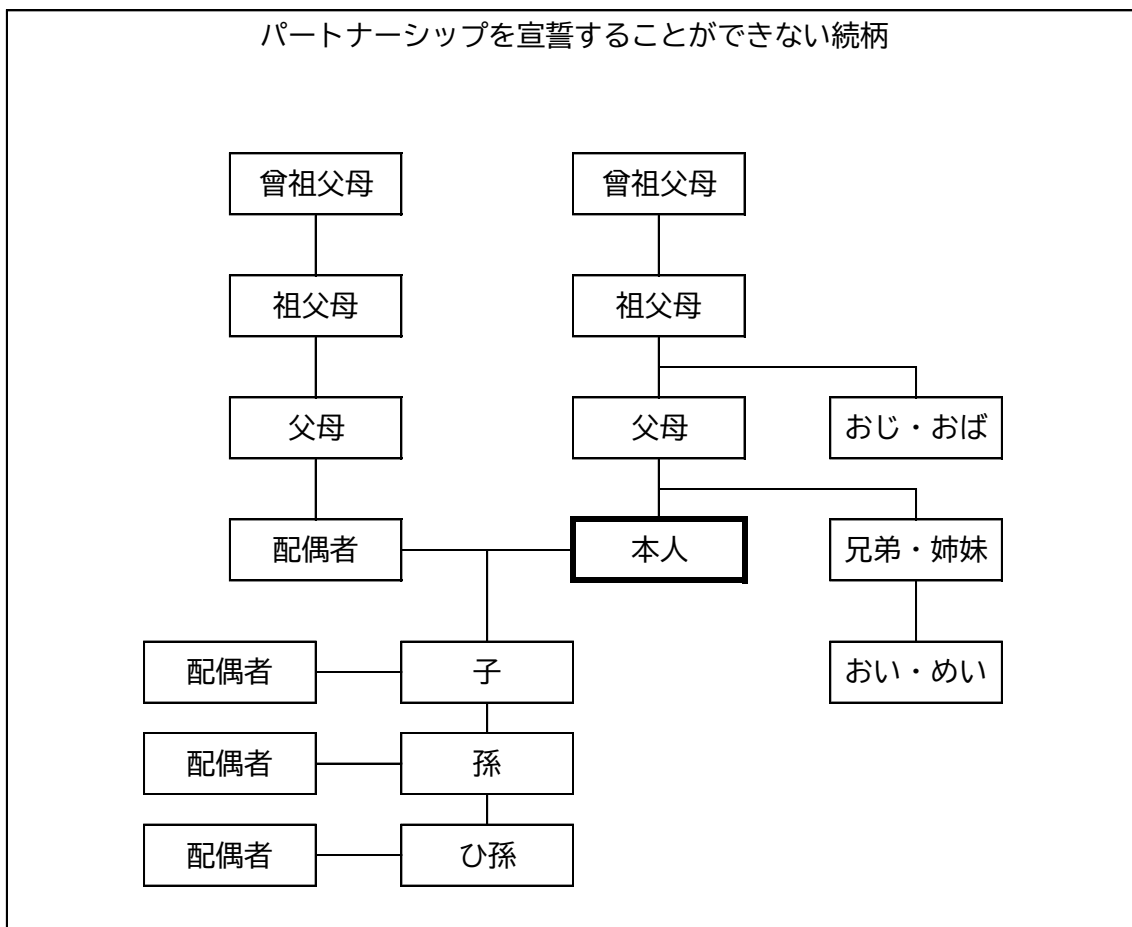 パートナーシップを宣誓することができない続柄
曾祖父母 曾祖父母
祖父母 祖父母
父母 父母 おじ・おば
配偶者 本人 兄弟・姉妹
配偶者 子 おい・めい
配偶者 孫
配偶者 ひ孫